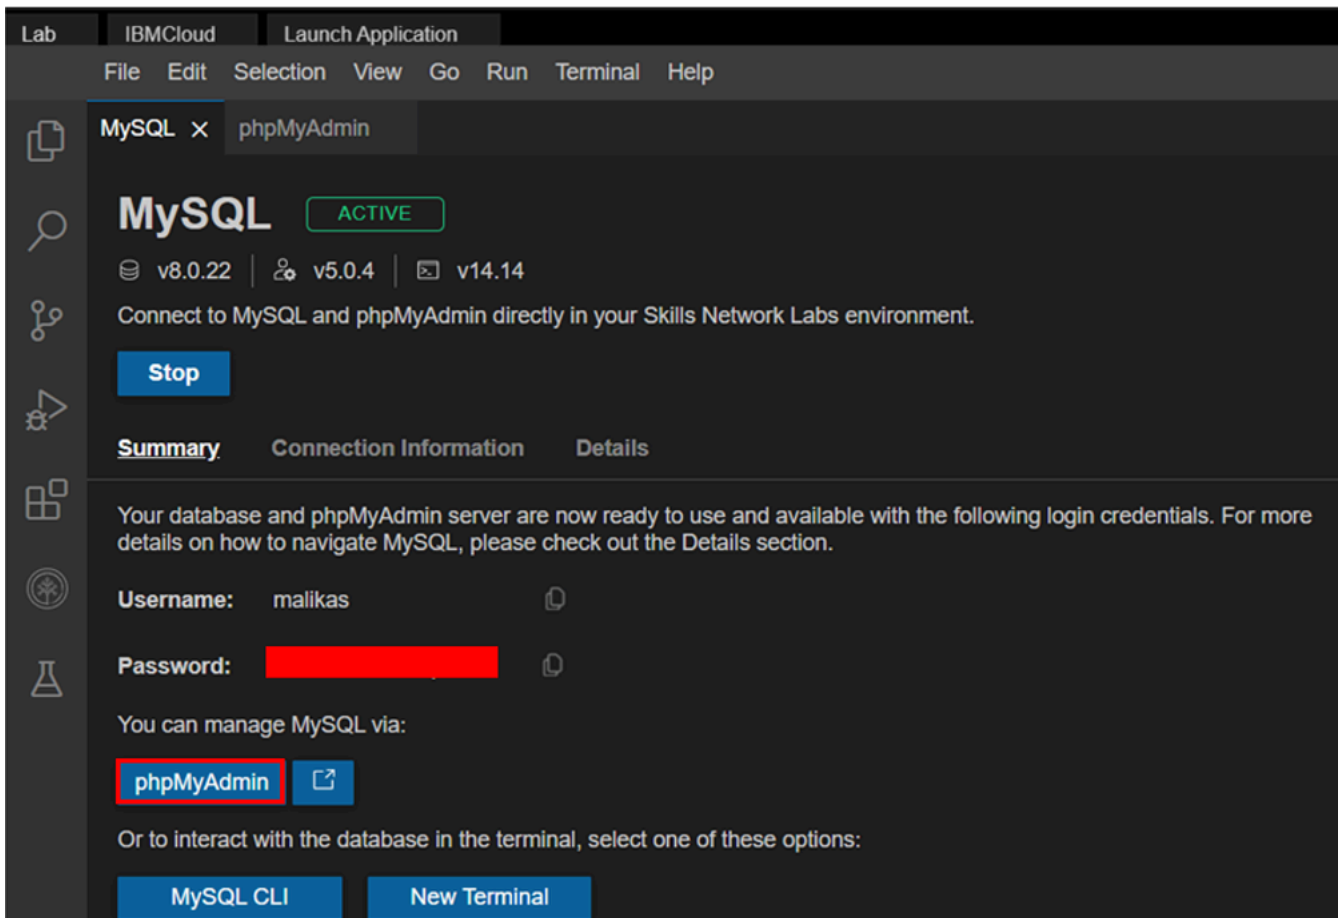 Lab IBMCloud Launch Application
File Edit Selection View Go Run Terminal Help
MySQL phpMyAdmin
MySQL ACTIVE
v8.0.22 v5.0.4 v14.14
Connect to MySQL and phpMyAdmin directly in your Skills Network Labs environment.
Stop
Summary Connection Information Details
Your database and phpMyAdmin server are now ready to use and available with the following login credentials. For more
details on how to navigate MySQL, please check out the Details section.
Username: malikas
Password:
You can manage MySQL via:
phpMyAdmin
Or to interact with the database in the terminal, select one of these options:
MySQL CLI New Terminal